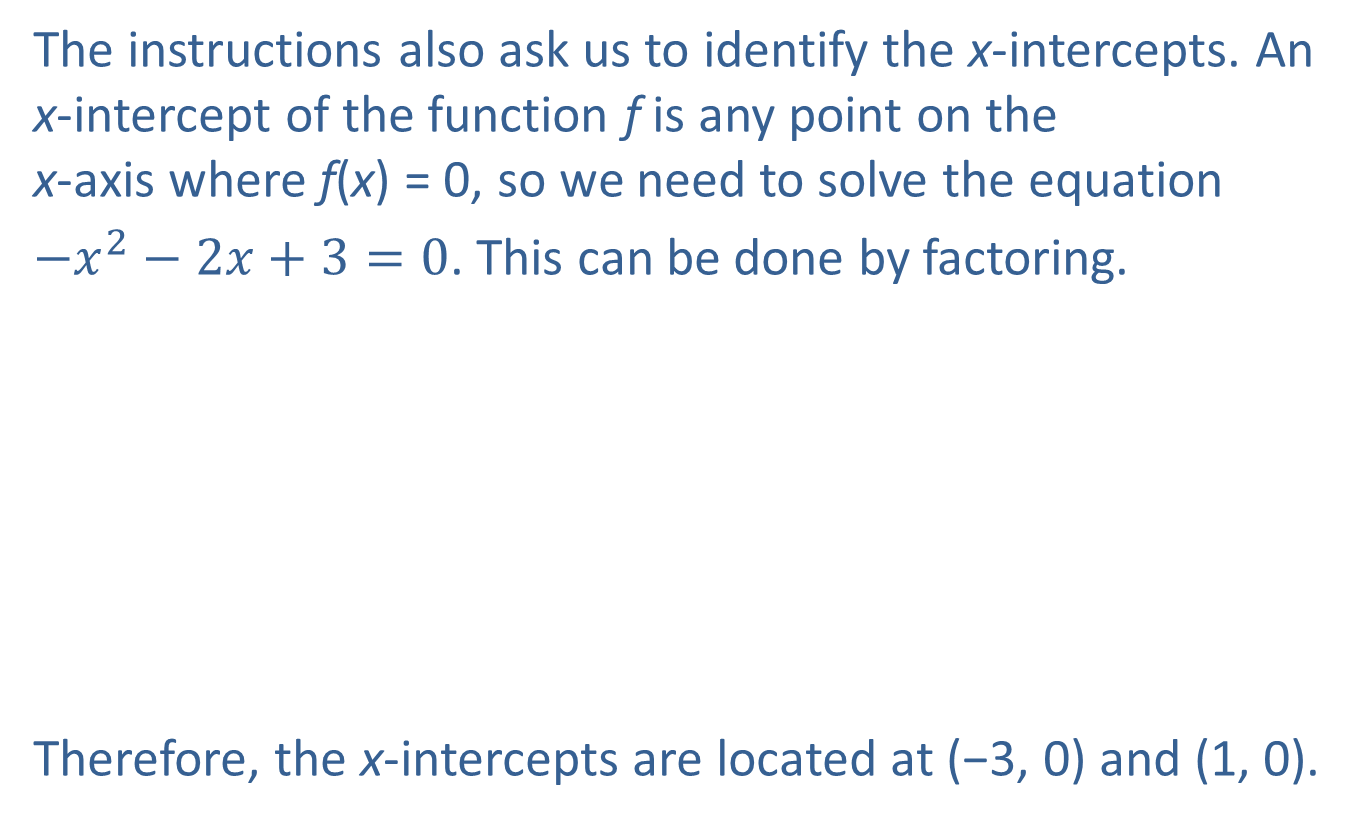 The instructions also ask us to identify the x-intercepts. An
x-intercept of the function f is any point on the
x-axis where f(x) = 0, so we need to solve the equation
−x² − 2x + 3 = 0. This can be done by factoring.
Therefore, the x-intercepts are located at (−3, 0) and (1, 0).